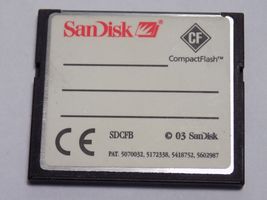 SanDisk
CF
CompactFlash™
CE
SDCFB © 03 SanDisk
PAT. 5070032, 5172338, 5418752, 5602987